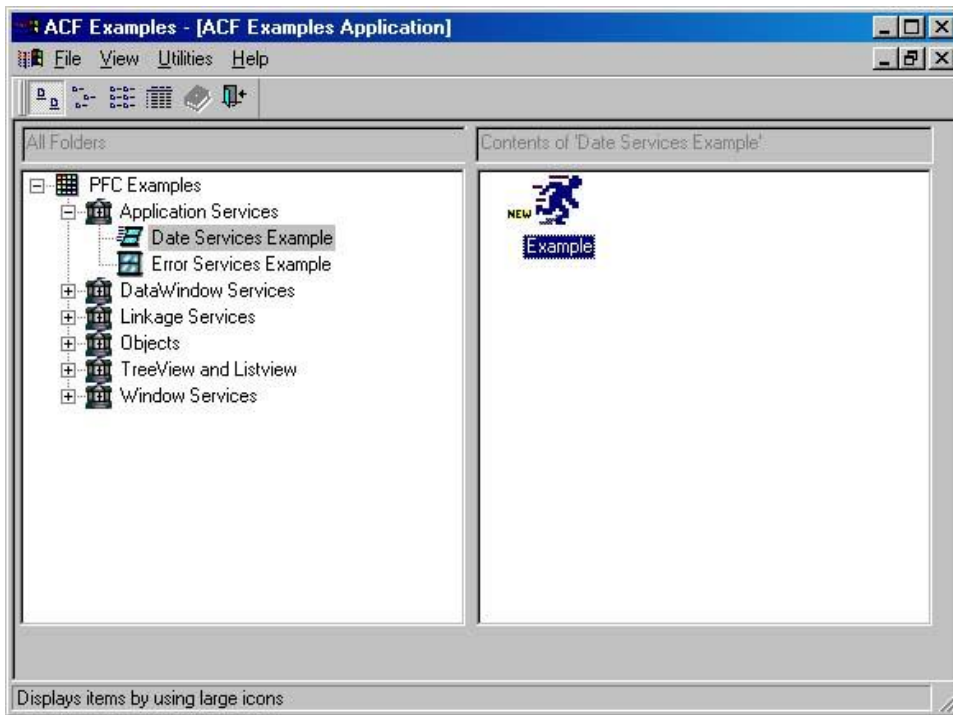 ACF Examples - [ACF Examples Application]
File View Utilities Help
All Folders
Contents of 'Date Services Example'
PFC Examples
Application Services
Date Services Example
Error Services Example
DataWindow Services
Linkage Services
Objects
TreeView and Listview
Window Services
NEW
Example
Displays items by using large icons